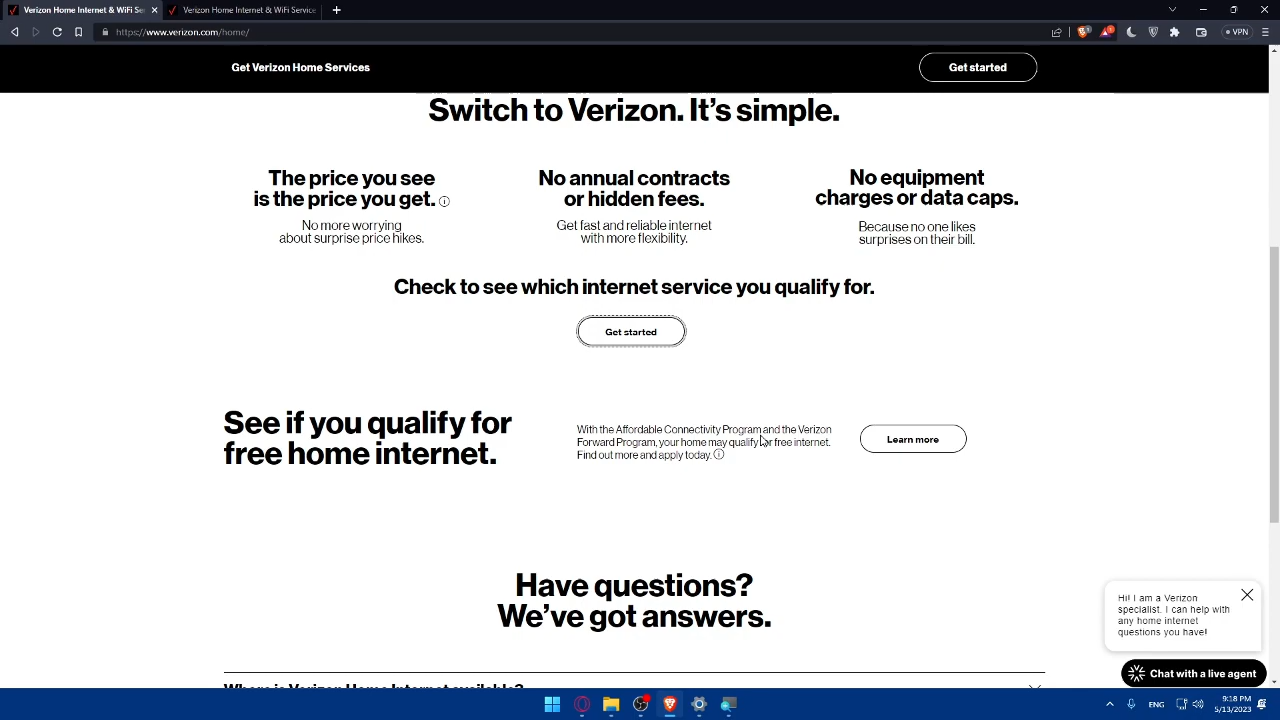 Verizon Home Internet & WiFi Se
Verizon Home Internet & WiFi Service
https://www.verizon.com/home/
VPN
Get Verizon Home Services
Get started
Switch to Verizon. It's simple.
The price you see
is the price you get.
No more worrying
about surprise price hikes.
No annual contracts
or hidden fees.
Get fast and reliable internet
with more flexibility.
No equipment
charges or data caps.
Because no one likes
surprises on their bill.
Check to see which internet service you qualify for.
Get started
See if you qualify for
free home internet.
With the Affordable Connectivity Program and the Verizon
Forward Program, your home may qualify for free internet.
Find out more and apply today.
Learn more
Have questions?
We've got answers.
Hi! I am a Verizon
specialist. I can help with
any home internet
questions you have!
Chat with a live agent
Where is Verizon Home Internet available?
ENG
9:18 PM
5/13/2023